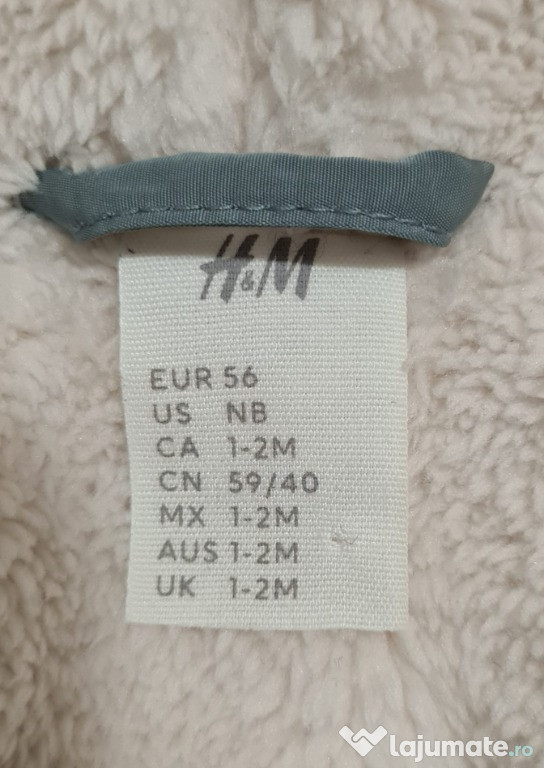 H&M
EUR 56
US NB
CA 1-2M
CN 59/40
MX 1-2M
AUS 1-2M
UK 1-2M
lajumate.ro